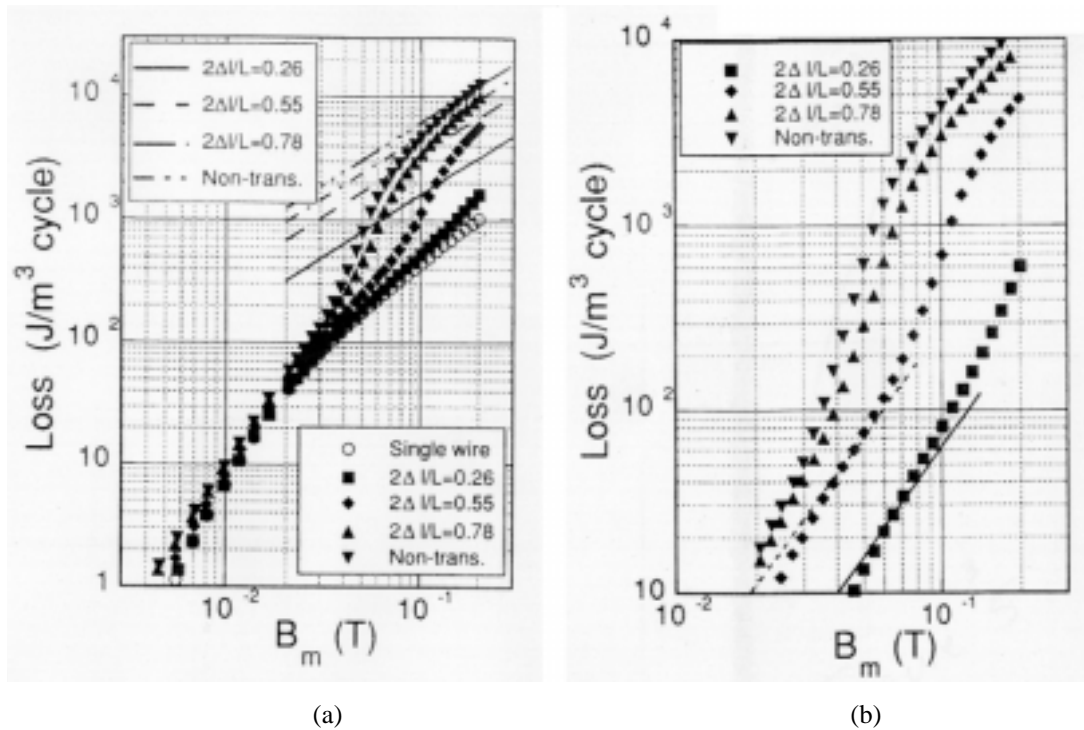 10^4
10^3
10^2
10
1
10^-2
10^-1
Loss (J/m^3 cycle)
B_m (T)
2Δl/L=0.26
2Δl/L=0.55
2Δl/L=0.78
Non-trans.
Single wire
2Δ l/L=0.26
2Δ l/L=0.55
2Δ l/L=0.78
Non-trans.
(a)
10^4
10^3
10^2
10
10^-2
10^-1
Loss (J/m^3 cycle)
B_m (T)
2Δ l/L=0.26
2Δ l/L=0.55
2Δ l/L=0.78
Non-trans.
(b)